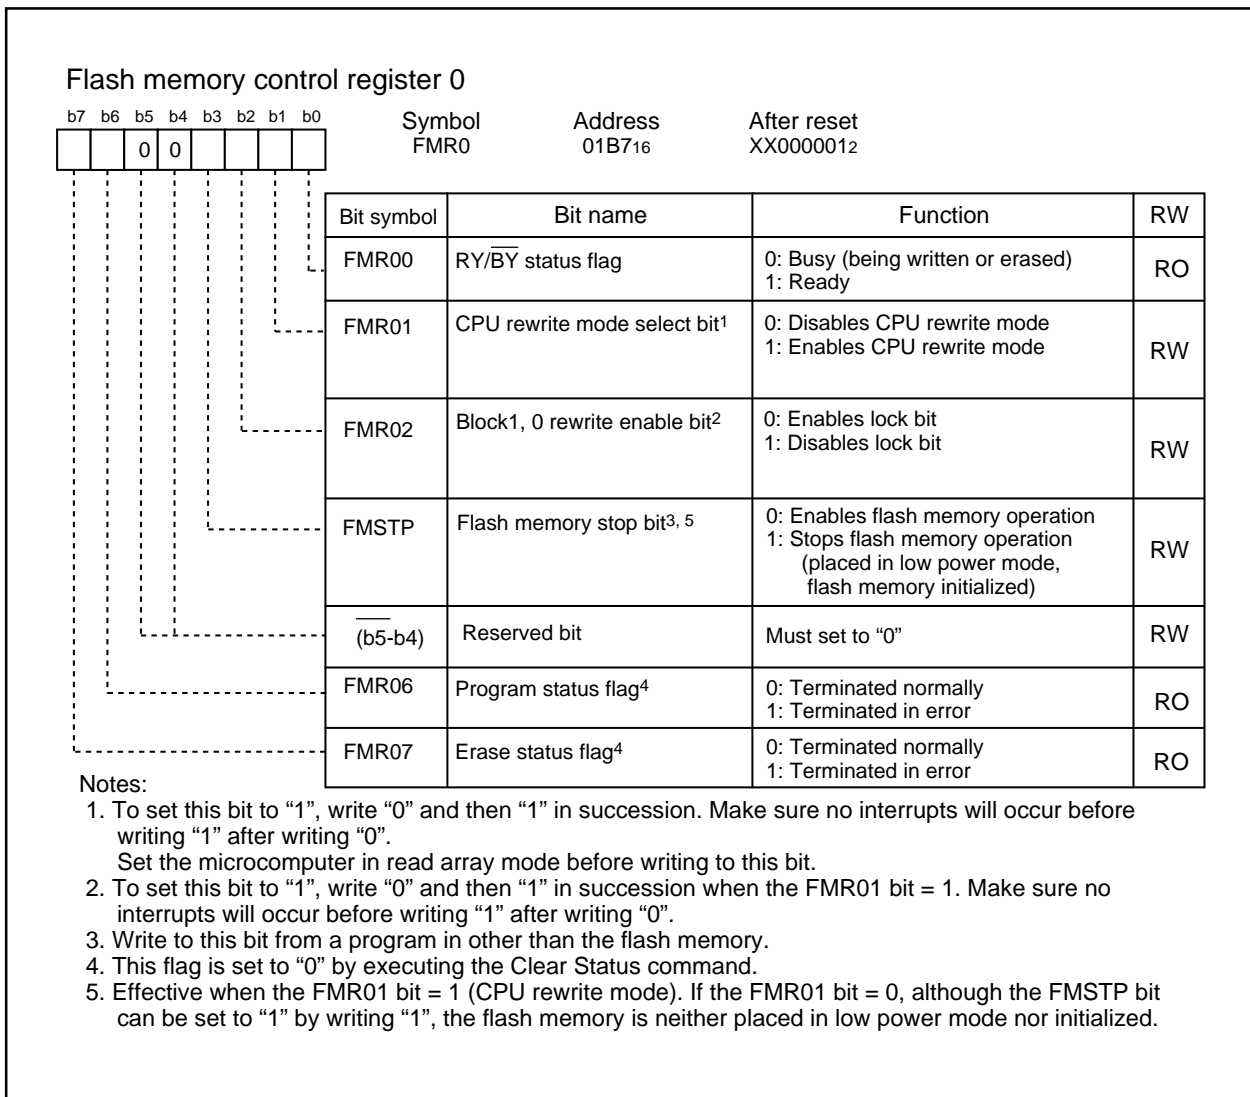 Flash memory control register 0
b7 b6 b5 b4 b3 b2 b1 b0
Symbol Address After reset
0 0
FMR0 01B716 XX0000012
Bit symbol Bit name Function RW
FMR00 RY/BY status flag 0: Busy (being written or erased) RO
1: Ready
FMR01 CPU rewrite mode select bit1 0: Disables CPU rewrite mode RW
1: Enables CPU rewrite mode
FMR02 Block1, 0 rewrite enable bit2 0: Enables lock bit RW
1: Disables lock bit
FMSTP Flash memory stop bit3, 5 0: Enables flash memory operation RW
1: Stops flash memory operation
(placed in low power mode,
flash memory initialized)
(b5-b4) Reserved bit Must set to “0” RW
FMR06 Program status flag4 0: Terminated normally RO
1: Terminated in error
FMR07 Erase status flag4 0: Terminated normally RO
1: Terminated in error
Notes:
1. To set this bit to “1”, write “0” and then “1” in succession. Make sure no interrupts will occur before
writing “1” after writing “0”.
Set the microcomputer in read array mode before writing to this bit.
2. To set this bit to “1”, write “0” and then “1” in succession when the FMR01 bit = 1. Make sure no
interrupts will occur before writing “1” after writing “0”.
3. Write to this bit from a program in other than the flash memory.
4. This flag is set to “0” by executing the Clear Status command.
5. Effective when the FMR01 bit = 1 (CPU rewrite mode). If the FMR01 bit = 0, although the FMSTP bit
can be set to “1” by writing “1”, the flash memory is neither placed in low power mode nor initialized.